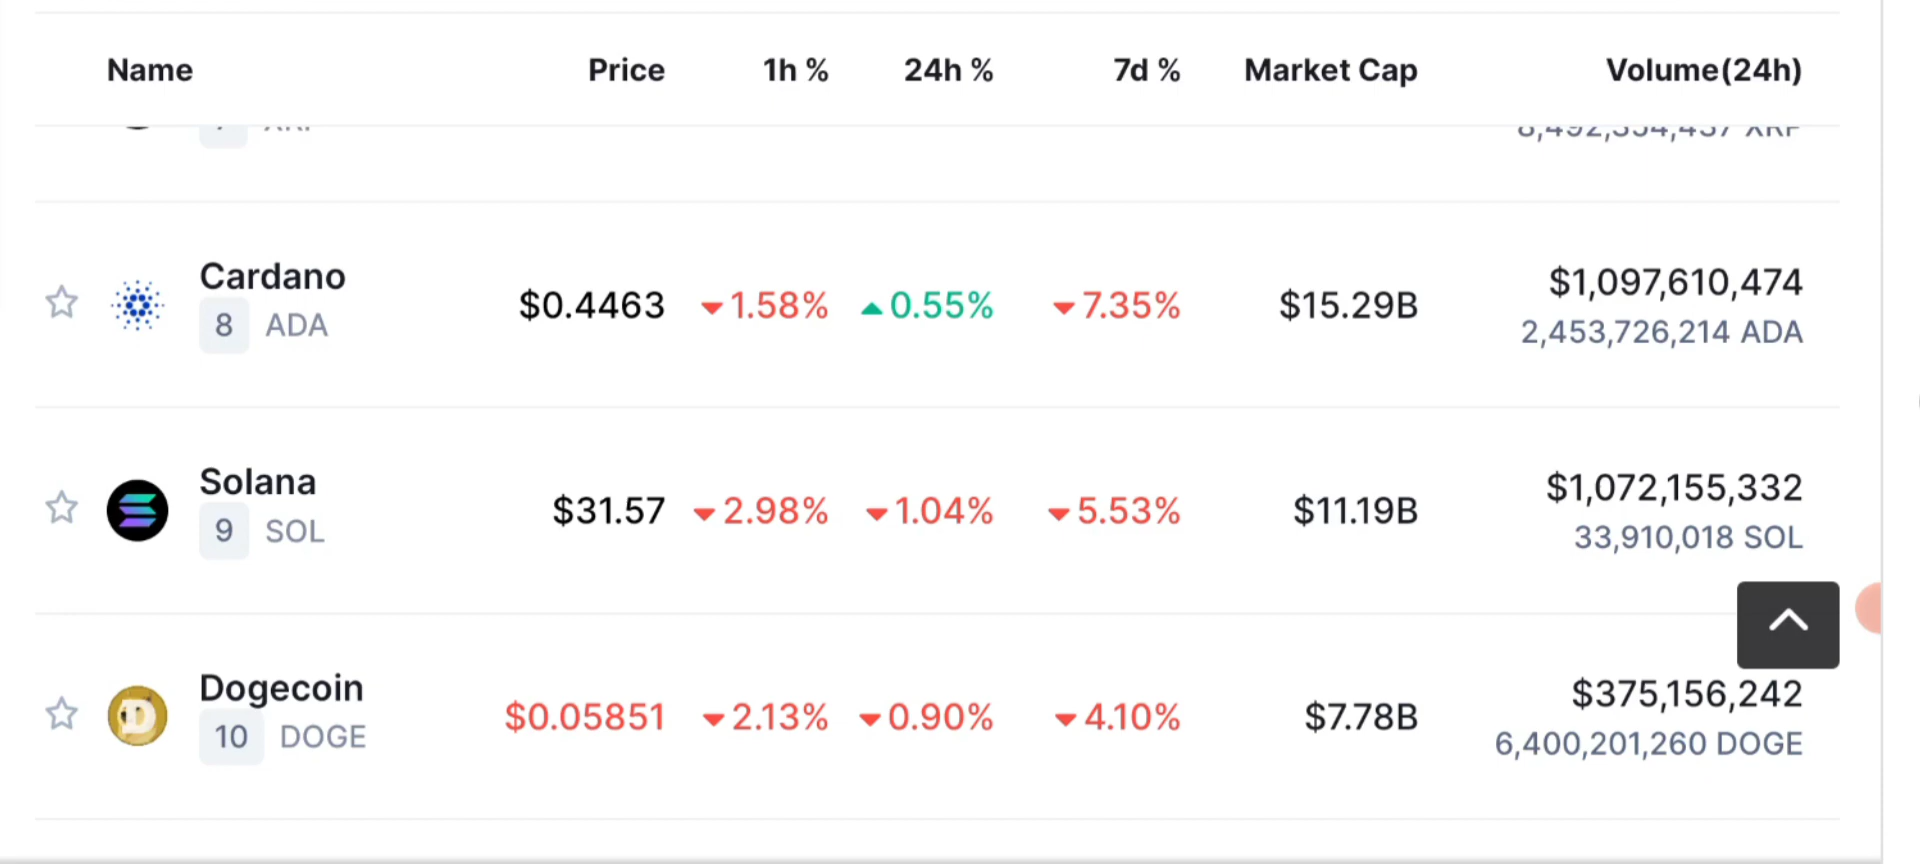 Name Price 1h % 24h % 7d % Market Cap Volume(24h)
Cardano
8 ADA
$0.4463 1.58% 0.55% 7.35% $15.29B
$1,097,610,474
2,453,726,214 ADA
Solana
9 SOL
$31.57 2.98% 1.04% 5.53% $11.19B
$1,072,155,332
33,910,018 SOL
Dogecoin
10 DOGE
$0.05851 2.13% 0.90% 4.10% $7.78B
$375,156,242
6,400,201,260 DOGE